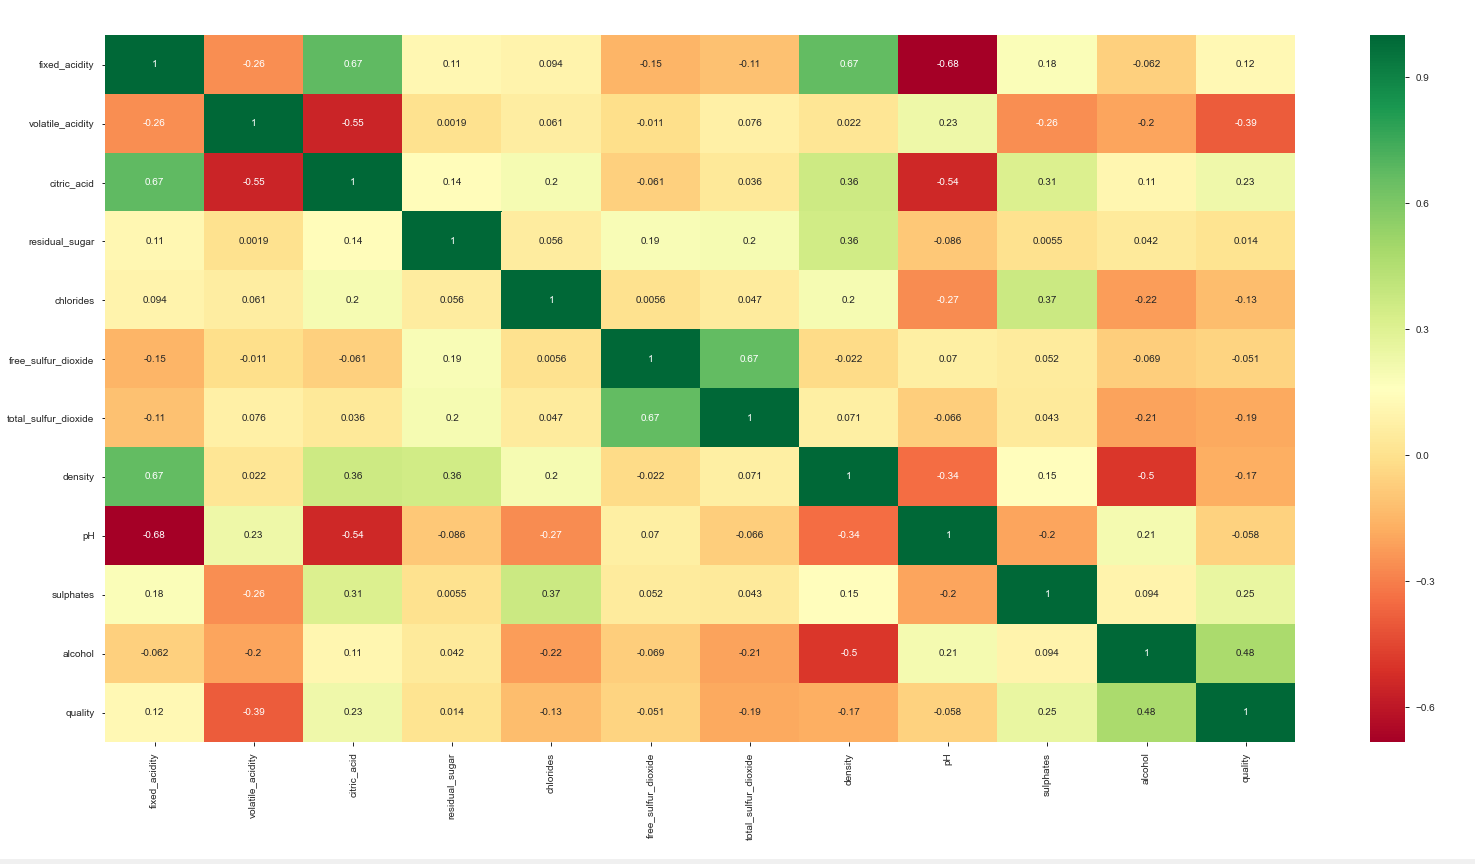 fixed_acidity 1 -0.26 0.67 0.11 0.094 -0.15 -0.11 0.67 -0.68 0.18 -0.062 0.12
volatile_acidity -0.26 1 -0.55 0.0019 0.061 -0.011 0.076 0.022 0.23 -0.26 -0.2 -0.39
citric_acid 0.67 -0.55 1 0.14 0.2 -0.061 0.036 0.36 -0.54 0.31 0.11 0.23
residual_sugar 0.11 0.0019 0.14 1 0.056 0.19 0.2 0.36 -0.086 0.0055 0.042 0.014
chlorides 0.094 0.061 0.2 0.056 1 0.0056 0.047 0.2 -0.27 0.37 -0.22 -0.13
free_sulfur_dioxide -0.15 -0.011 -0.061 0.19 0.0056 1 0.67 -0.022 0.07 0.052 -0.069 -0.051
total_sulfur_dioxide -0.11 0.076 0.036 0.2 0.047 0.67 1 0.071 -0.066 0.043 -0.21 -0.19
density 0.67 0.022 0.36 0.36 0.2 -0.022 0.071 1 -0.34 0.15 -0.5 -0.17
pH -0.68 0.23 -0.54 -0.086 -0.27 0.07 -0.066 -0.34 1 -0.2 0.21 -0.058
sulphates 0.18 -0.26 0.31 0.0055 0.37 0.052 0.043 0.15 -0.2 1 0.094 0.25
alcohol -0.062 -0.2 0.11 0.042 -0.22 -0.069 -0.21 -0.5 0.21 0.094 1 0.48
quality 0.12 -0.39 0.23 0.014 -0.13 -0.051 -0.19 -0.17 -0.058 0.25 0.48 1
fixed_acidity
volatile_acidity
citric_acid
residual_sugar
chlorides
free_sulfur_dioxide
total_sulfur_dioxide
density
pH
sulphates
alcohol
quality
0.9
0.6
0.3
0.0
−0.3
−0.6